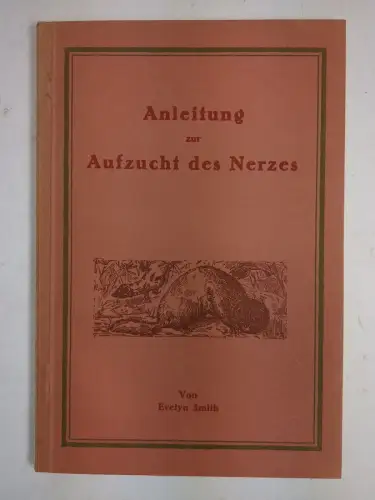 Anleitung
zur
Aufzucht des Nerzes
Von
Evelyn Smith